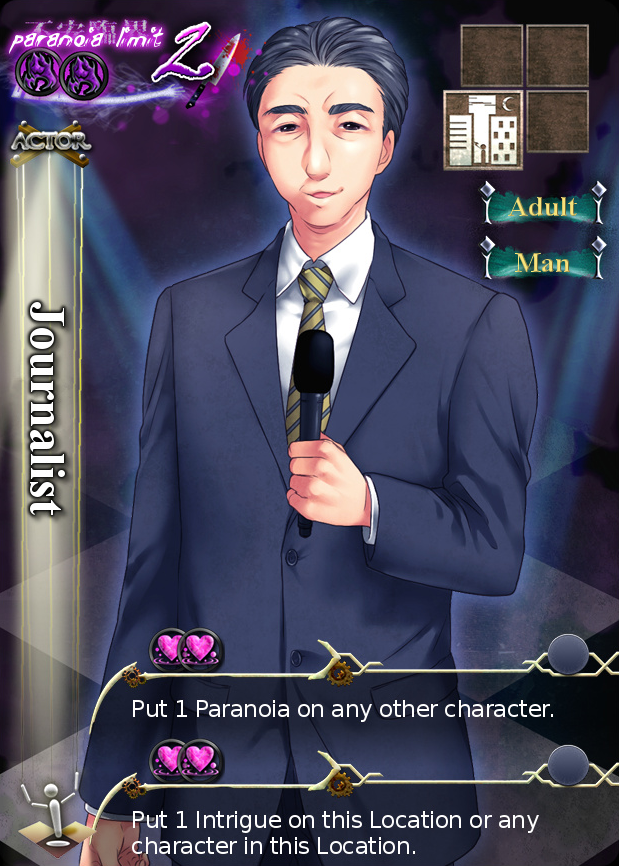 paranoia limit
2
ACTOR
Adult
Man
Journalist
Put 1 Paranoia on any other character.
Put 1 Intrigue on this Location or any
character in this Location.